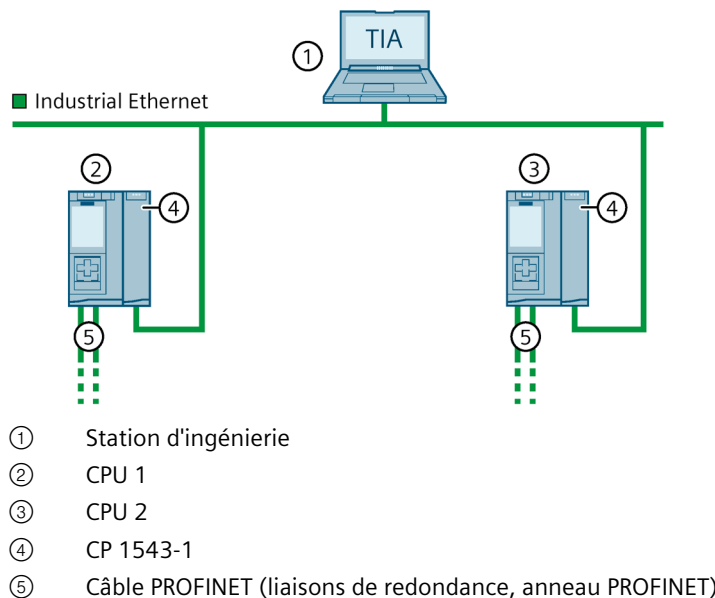 TIA
①
Industrial Ethernet
② ③
④ ④
⑤ ⑤
① Station d'ingénierie
② CPU 1
③ CPU 2
④ CP 1543-1
⑤ Câble PROFINET (liaisons de redondance, anneau PROFINET)